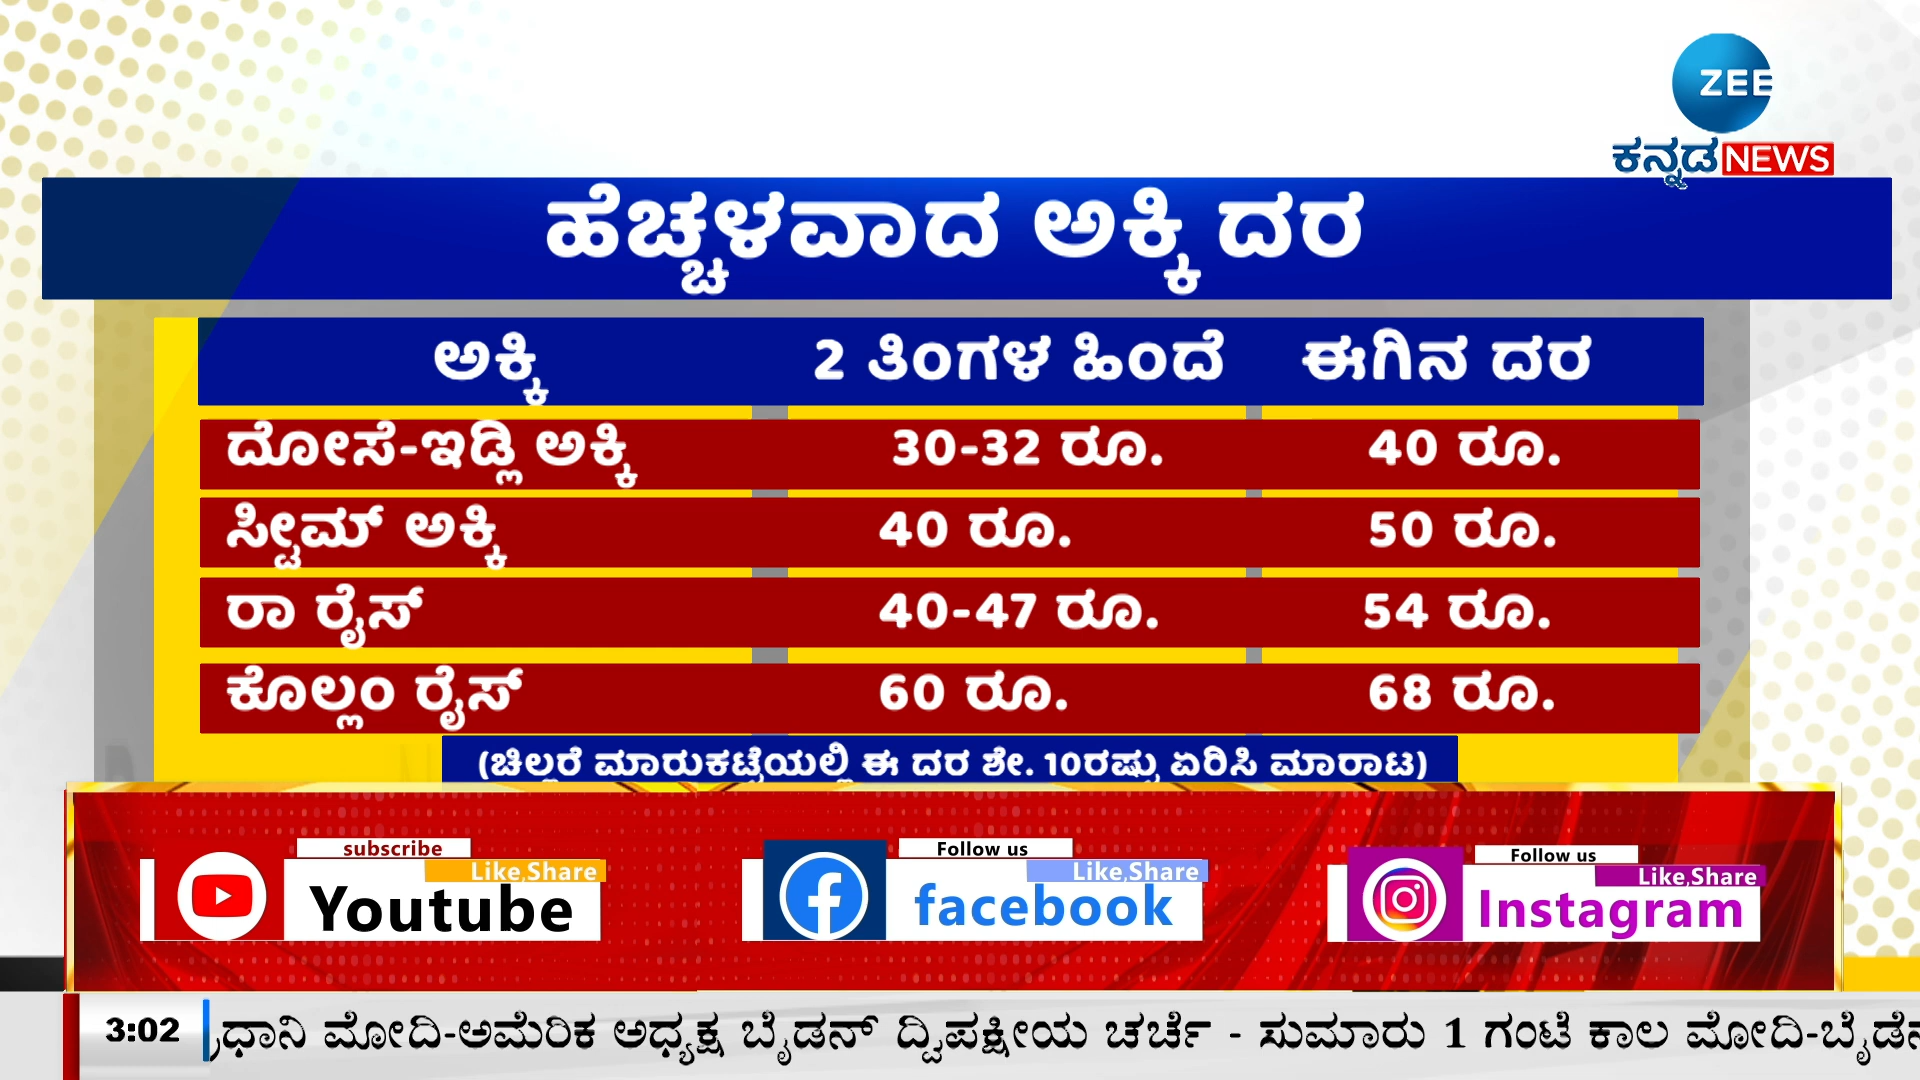 ZEE
ಕನ್ನಡ NEWS
ಹೆಚ್ಚಳವಾದ ಅಕ್ಕಿ ದರ
ಅಕ್ಕಿ 2 ತಿಂಗಳ ಹಿಂದೆ ಈಗಿನ ದರ
ದೋಸೆ-ಇಡ್ಲಿ ಅಕ್ಕಿ 30-32 ರೂ. 40 ರೂ.
ಸ್ಟೀಮ್ ಅಕ್ಕಿ 40 ರೂ. 50 ರೂ.
ರಾ ರೈಸ್ 40-47 ರೂ. 54 ರೂ.
ಕೊಲ್ಲಂ ರೈಸ್ 60 ರೂ. 68 ರೂ.
(ಚಿಲ್ಲರೆ ಮಾರುಕಟ್ಟೆಯಲ್ಲಿ ಈ ದರ ಶೇ. 10ರಷ್ಟು ಏರಿಸಿ ಮಾರಾಟ)
subscribe Follow us Follow us
Like,Share Like,Share Like,Share
Youtube facebook Instagram
3:02 ಪ್ರಧಾನಿ ಮೋದಿ-ಅಮೆರಿಕ ಅಧ್ಯಕ್ಷ ಬೈಡನ್ ದ್ವಿಪಕ್ಷೀಯ ಚರ್ಚೆ - ಸುಮಾರು 1 ಗಂಟೆ ಕಾಲ ಮೋದಿ-ಬೈಡೆನ